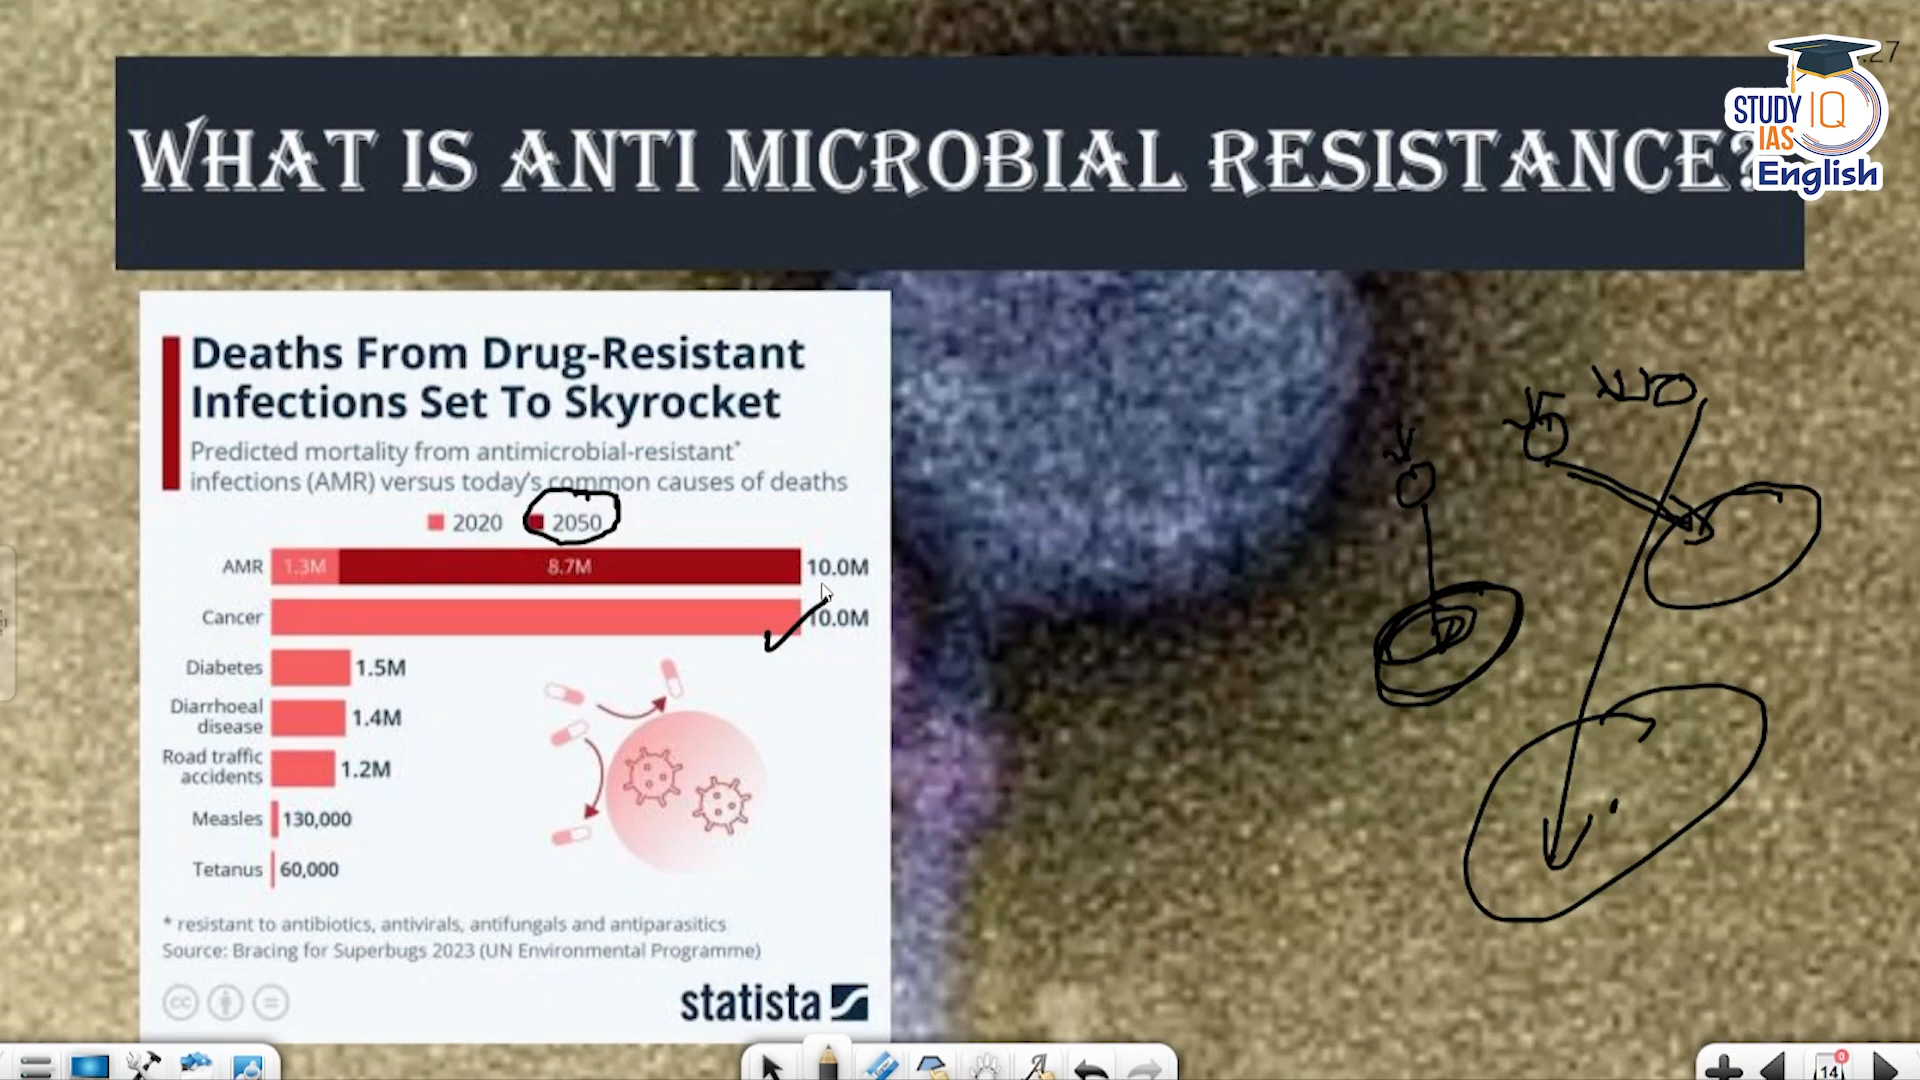 .27
STUDY IQ
IAS
English
WHAT IS ANTI MICROBIAL RESISTANCE?
Deaths From Drug-Resistant
Infections Set To Skyrocket
Predicted mortality from antimicrobial-resistant*
infections (AMR) versus today's common causes of deaths
2020 2050
AMR 1.3M 8.7M 10.0M
Cancer 10.0M
Diabetes 1.5M
Diarrhoeal
disease 1.4M
Road traffic
accidents 1.2M
Measles 130,000
Tetanus 60,000
* resistant to antibiotics, antivirals, antifungals and antiparasitics
Source: Bracing for Superbugs 2023 (UN Environmental Programme)
cc
statista
14
0